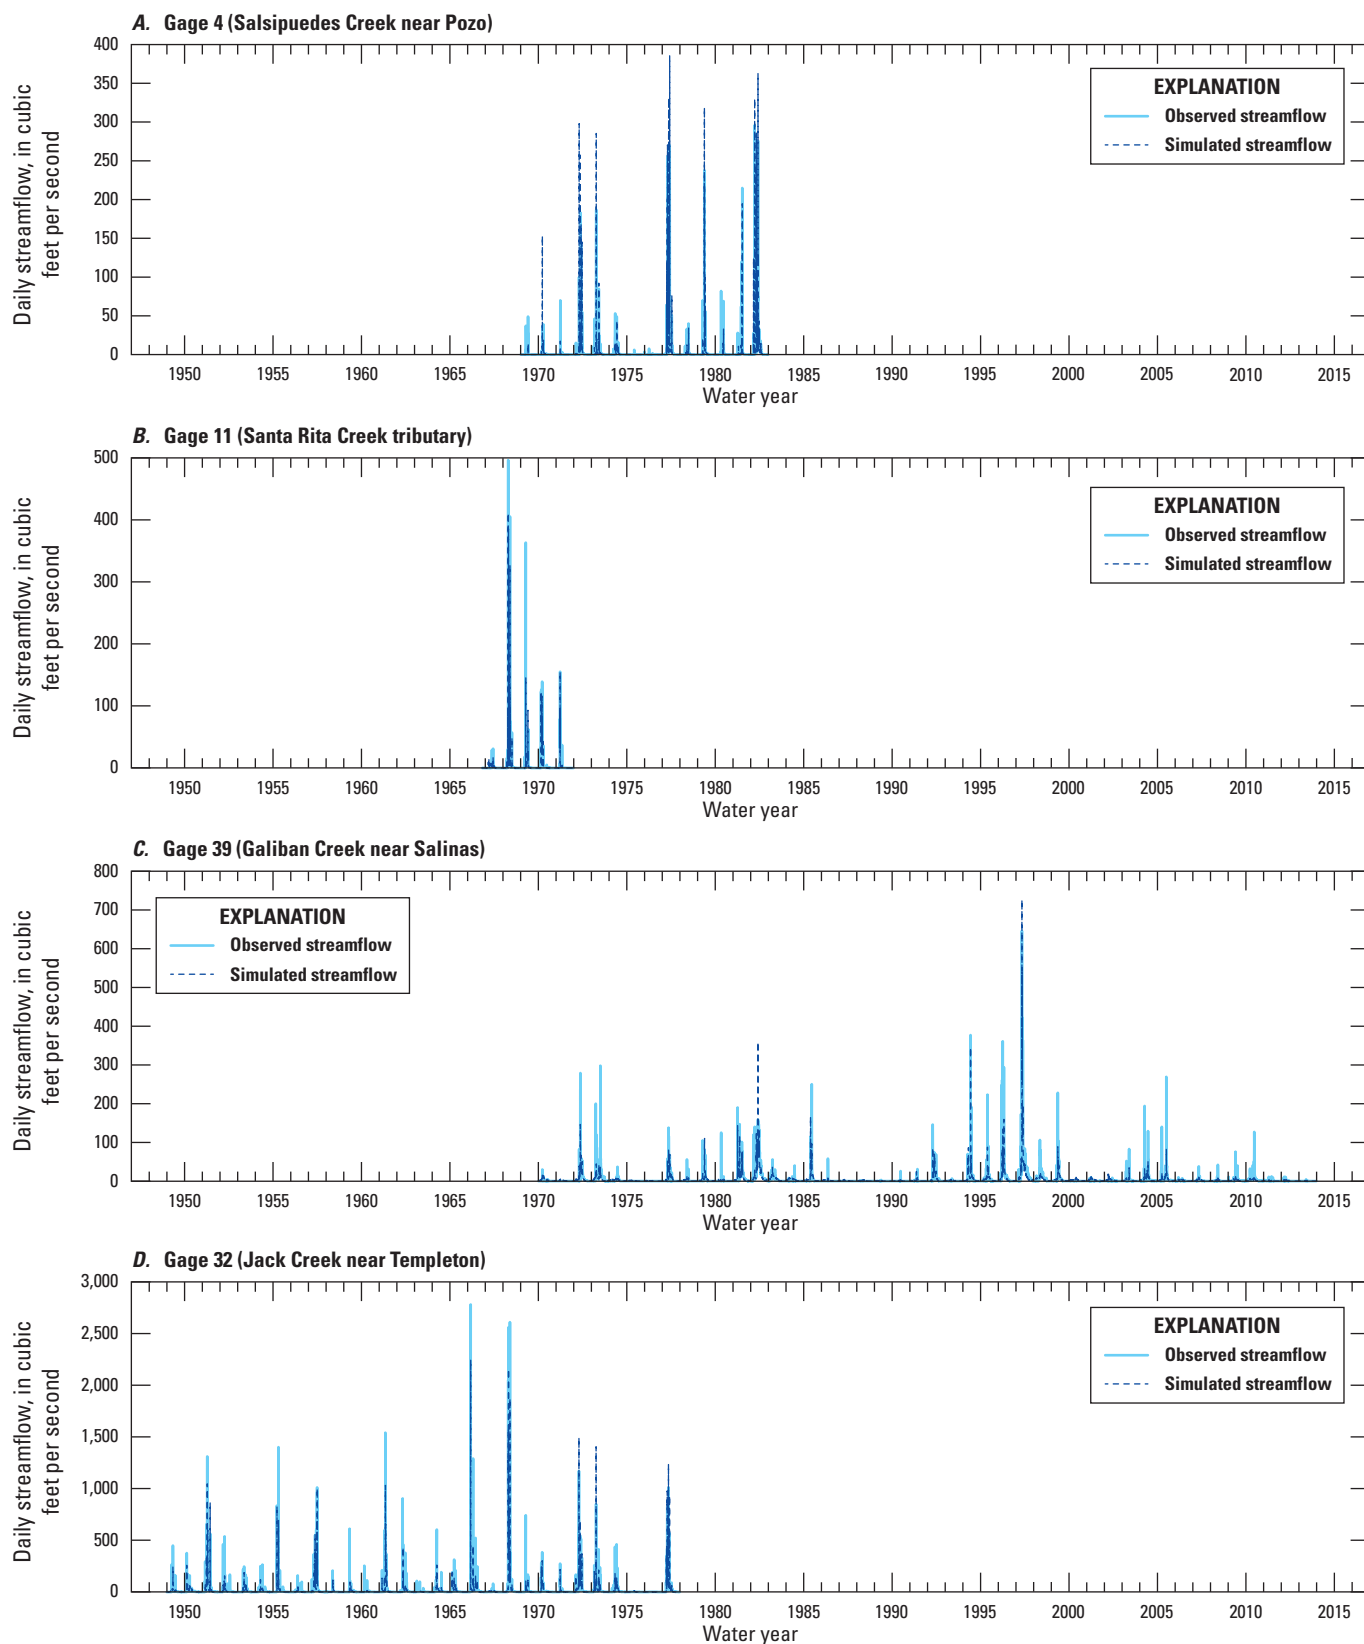 A. Gage 4 (Salsipuedes Creek near Pozo)
Daily streamflow, in cubic
feet per second
400
350
300
250
200
150
100
50
0
EXPLANATION
Observed streamflow
Simulated streamflow
1950 1955 1960 1965 1970 1975 1980 1985 1990 1995 2000 2005 2010 2015
Water year
B. Gage 11 (Santa Rita Creek tributary)
Daily streamflow, in cubic
feet per second
500
400
300
200
100
0
EXPLANATION
Observed streamflow
Simulated streamflow
1950 1955 1960 1965 1970 1975 1980 1985 1990 1995 2000 2005 2010 2015
Water year
C. Gage 39 (Galiban Creek near Salinas)
Daily streamflow, in cubic
feet per second
800
700
600
500
400
300
200
100
0
EXPLANATION
Observed streamflow
Simulated streamflow
1950 1955 1960 1965 1970 1975 1980 1985 1990 1995 2000 2005 2010 2015
Water year
D. Gage 32 (Jack Creek near Templeton)
Daily streamflow, in cubic
feet per second
3,000
2,500
2,000
1,500
1,000
500
0
EXPLANATION
Observed streamflow
Simulated streamflow
1950 1955 1960 1965 1970 1975 1980 1985 1990 1995 2000 2005 2010 2015
Water year